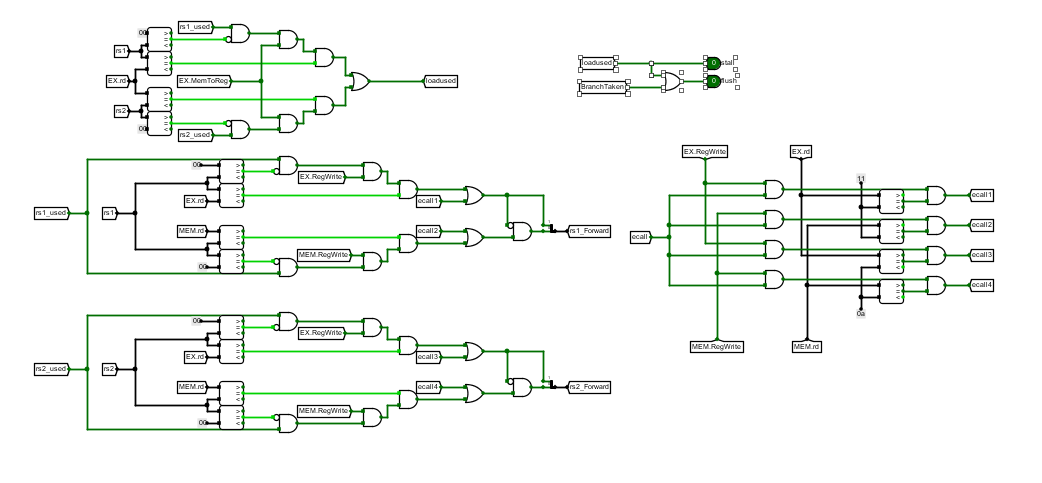 rs1_used
00
> = <
rs1
> = <
EX.rd
EX.MemToReg
loadused
> = <
rs2
> = <
00
rs2_used
loadused
stall
BranchTaken
flush
00
> = <
EX.RegWrite
> = <
EX.rd
ecall1
rs1_used
rs1
MEM.rd
> = <
ecall2
rs1_Forward
MEM.RegWrite
> = <
00
EX.RegWrite
EX.rd
11
> = <
ecall1
> = <
ecall2
ecall
> = <
ecall3
> = <
ecall4
0a
MEM.RegWrite
MEM.rd
00
> = <
EX.RegWrite
> = <
EX.rd
ecall3
rs2_used
rs2
MEM.rd
> = <
ecall4
rs2_Forward
MEM.RegWrite
> = <
00